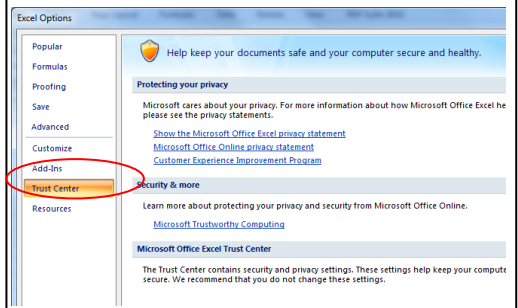 Excel Options
Popular
Formulas
Proofing
Save
Advanced
Customize
Add-Ins
Trust Center
Resources
Help keep your documents safe and your computer secure and healthy.
Protecting your privacy
Microsoft cares about your privacy. For more information about how Microsoft Office Excel he
please see the privacy statements.
Show the Microsoft Office Excel privacy statement
Microsoft Office Online privacy statement
Customer Experience Improvement Program
Security & more
Learn more about protecting your privacy and security from Microsoft Office Online.
Microsoft Trustworthy Computing
Microsoft Office Excel Trust Center
The Trust Center contains security and privacy settings. These settings help keep your compute
secure. We recommend that you do not change these settings.